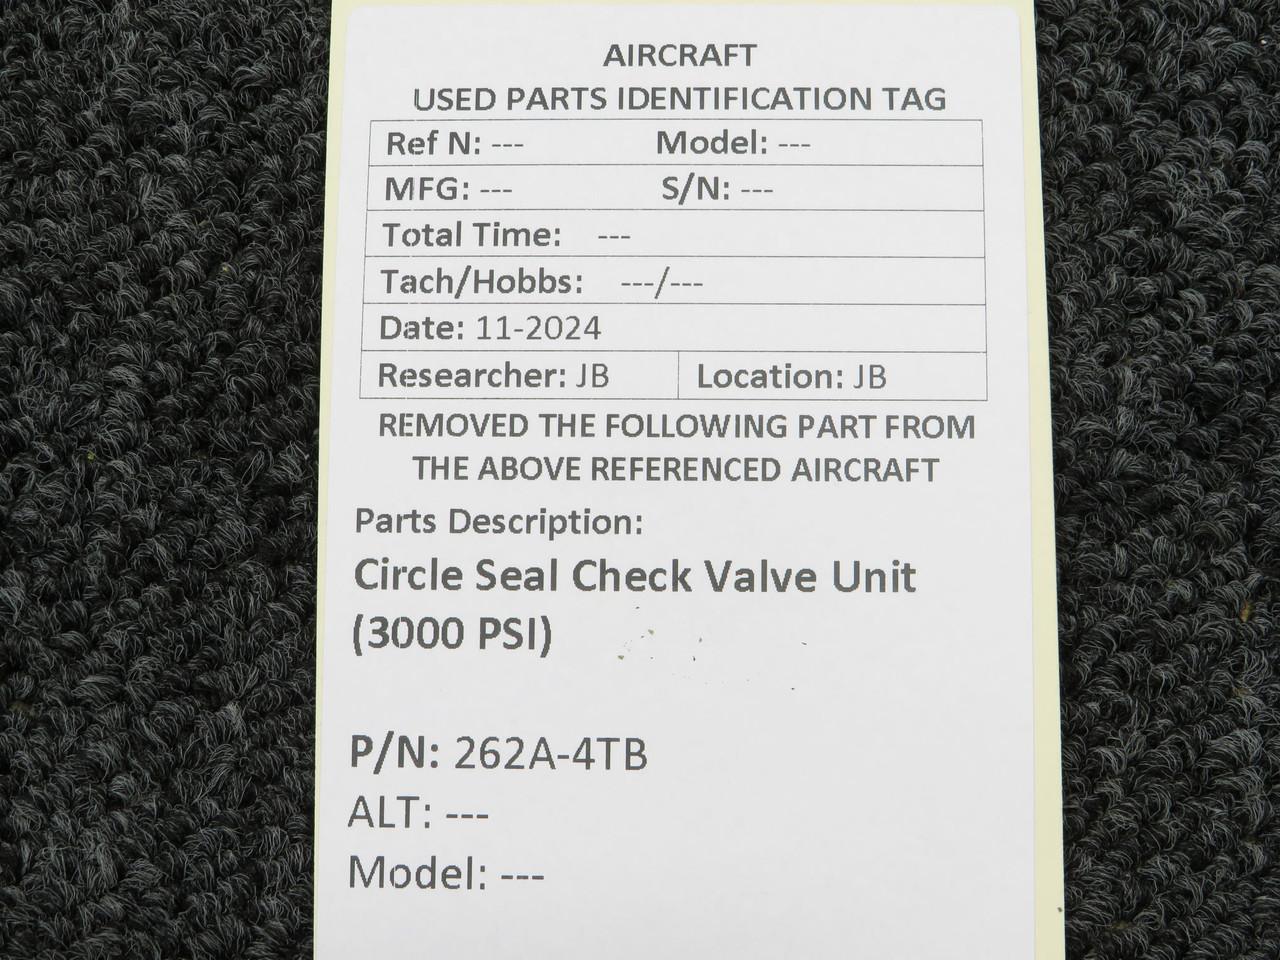 AIRCRAFT
USED PARTS IDENTIFICATION TAG
Ref N: --- Model: ---
MFG: --- S/N: ---
Total Time: ---
Tach/Hobbs: ---/---
Date: 11-2024
Researcher: JB Location: JB
REMOVED THE FOLLOWING PART FROM
THE ABOVE REFERENCED AIRCRAFT
Parts Description:
Circle Seal Check Valve Unit
(3000 PSI)
P/N: 262A-4TB
ALT: ---
Model: ---